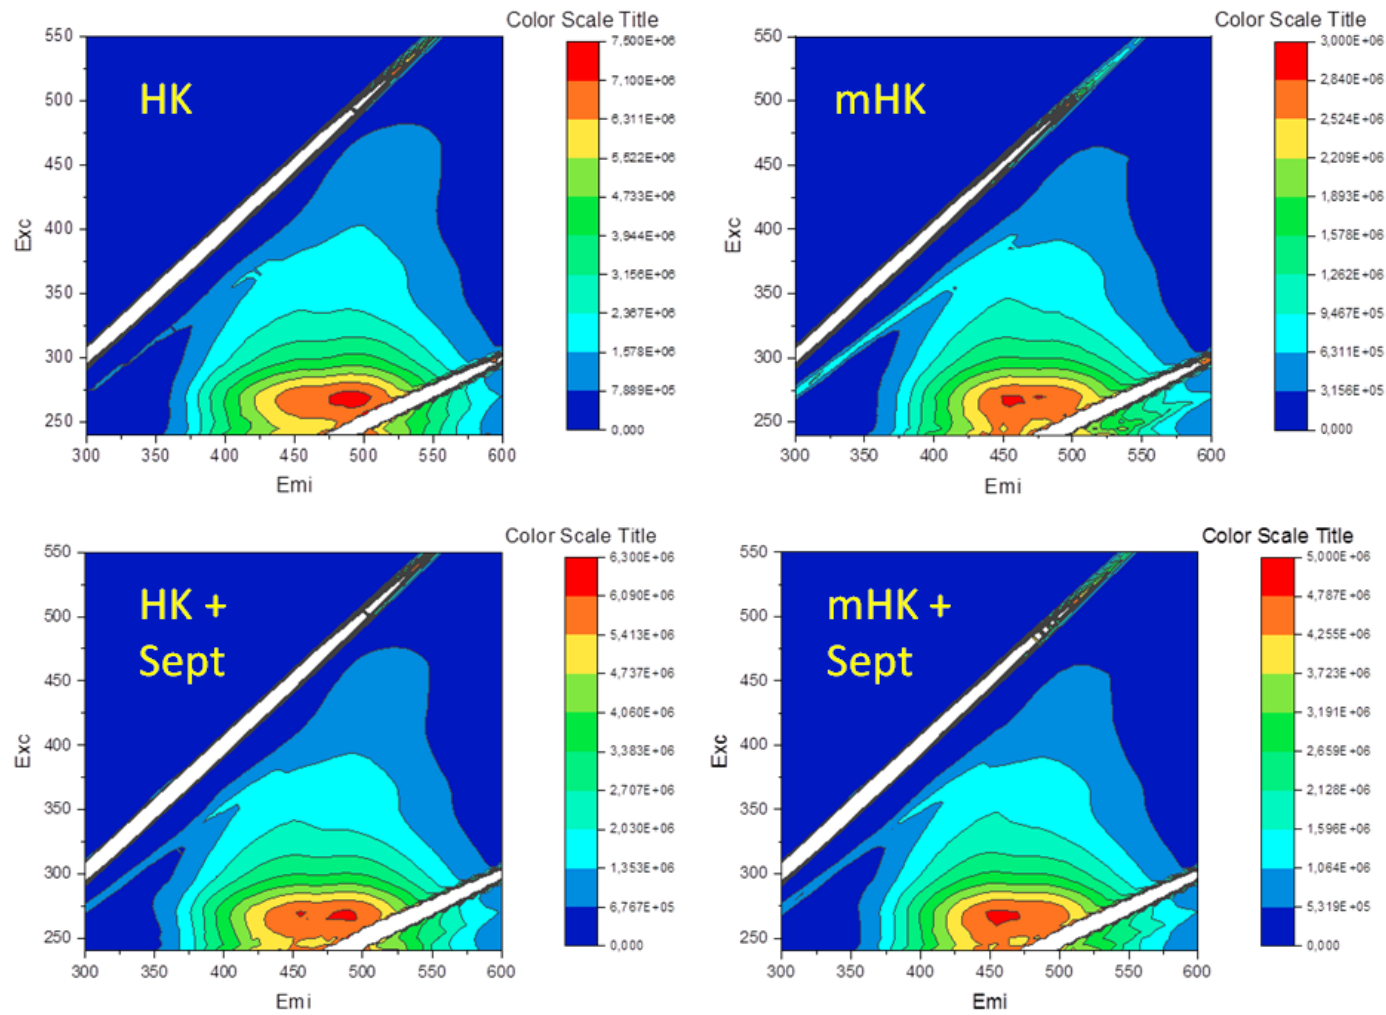 Color Scale Title
HK
550
500
450
400
350
300
250
Exc
300 350 400 450 500 550 600
Emi
7,500E+06
7,100E+06
6,311E+06
5,522E+06
4,733E+06
3,944E+06
3,156E+06
2,367E+06
1,578E+06
7,889E+05
0,000
Color Scale Title
mHK
550
500
450
400
350
300
250
Exc
300 350 400 450 500 550 600
Emi
3,000E+06
2,840E+06
2,524E+06
2,209E+06
1,893E+06
1,578E+06
1,262E+06
9,467E+05
6,311E+05
3,156E+05
0,000
Color Scale Title
HK +
Sept
550
500
450
400
350
300
250
Exc
300 350 400 450 500 550 600
Emi
6,300E+06
6,090E+06
5,413E+06
4,737E+06
4,060E+06
3,383E+06
2,707E+06
2,030E+06
1,353E+06
6,767E+05
0,000
Color Scale Title
mHK +
Sept
550
500
450
400
350
300
250
Exc
300 350 400 450 500 550 600
Emi
5,000E+06
4,787E+06
4,255E+06
3,723E+06
3,191E+06
2,659E+06
2,128E+06
1,596E+06
1,064E+06
5,319E+05
0,000